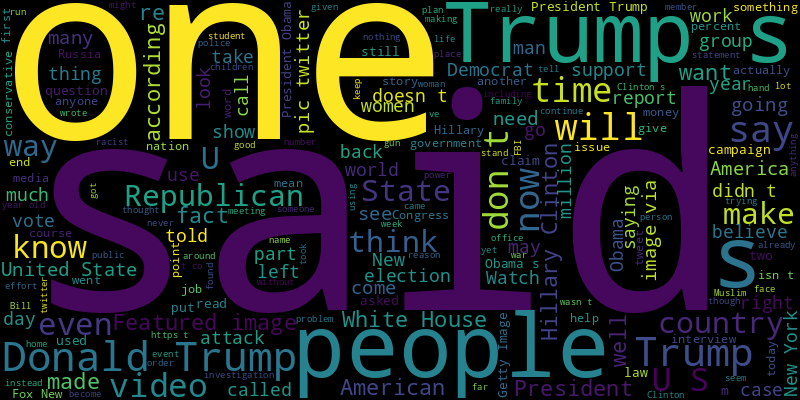 one
said
Trump s
people
Donald Trump
Trump
s
U S
U
will
time
say
make
country
know
think
State
Republican
don t
now
Hillary Clinton
even
video
way
re
according
pic twitter
White House
American
President
Featured image
United State
election
New
America
believe
didn t
Democrat
support
President Trump
something
work
percent
group
want
year
actually
going
report
need
go
man
another
tell
many
Russia
thing
question
anyone
wrote
conservative first
run
might
police
student
children
nothing
still
story
woman
take
look
call
word
show
President Obama
doesn t
women
keep
including
family
Hillary
government
claim
stand
FBI
issue
million
give
money
hand
lot
Clinton s
continue
plan
making
really
life
place
member
statement
campaign
anything
nation
racist
good
number
gun
ve
back
world
power
use
mean
fact
see
Congress
came
using
week
thought
meeting
someone
never
told
point
part
left
name
took
around
found
without
come
asked
reason
may
office
yet
war
Obama s
Watch
wasn t
Obama
saying
image via
tweet
person
trying
already
two
isn t
Muslim
face
though
right
New York
today
interview
law
seem
case
m
Clinton
well
help
Getty Image
far
problem
attack
called
https t
event
order
investigation
job
put
read
used
home
made
instead
Fox New
become
day
Bill
twitter
effort
went
public
vote
course
much
media
year old
end
got